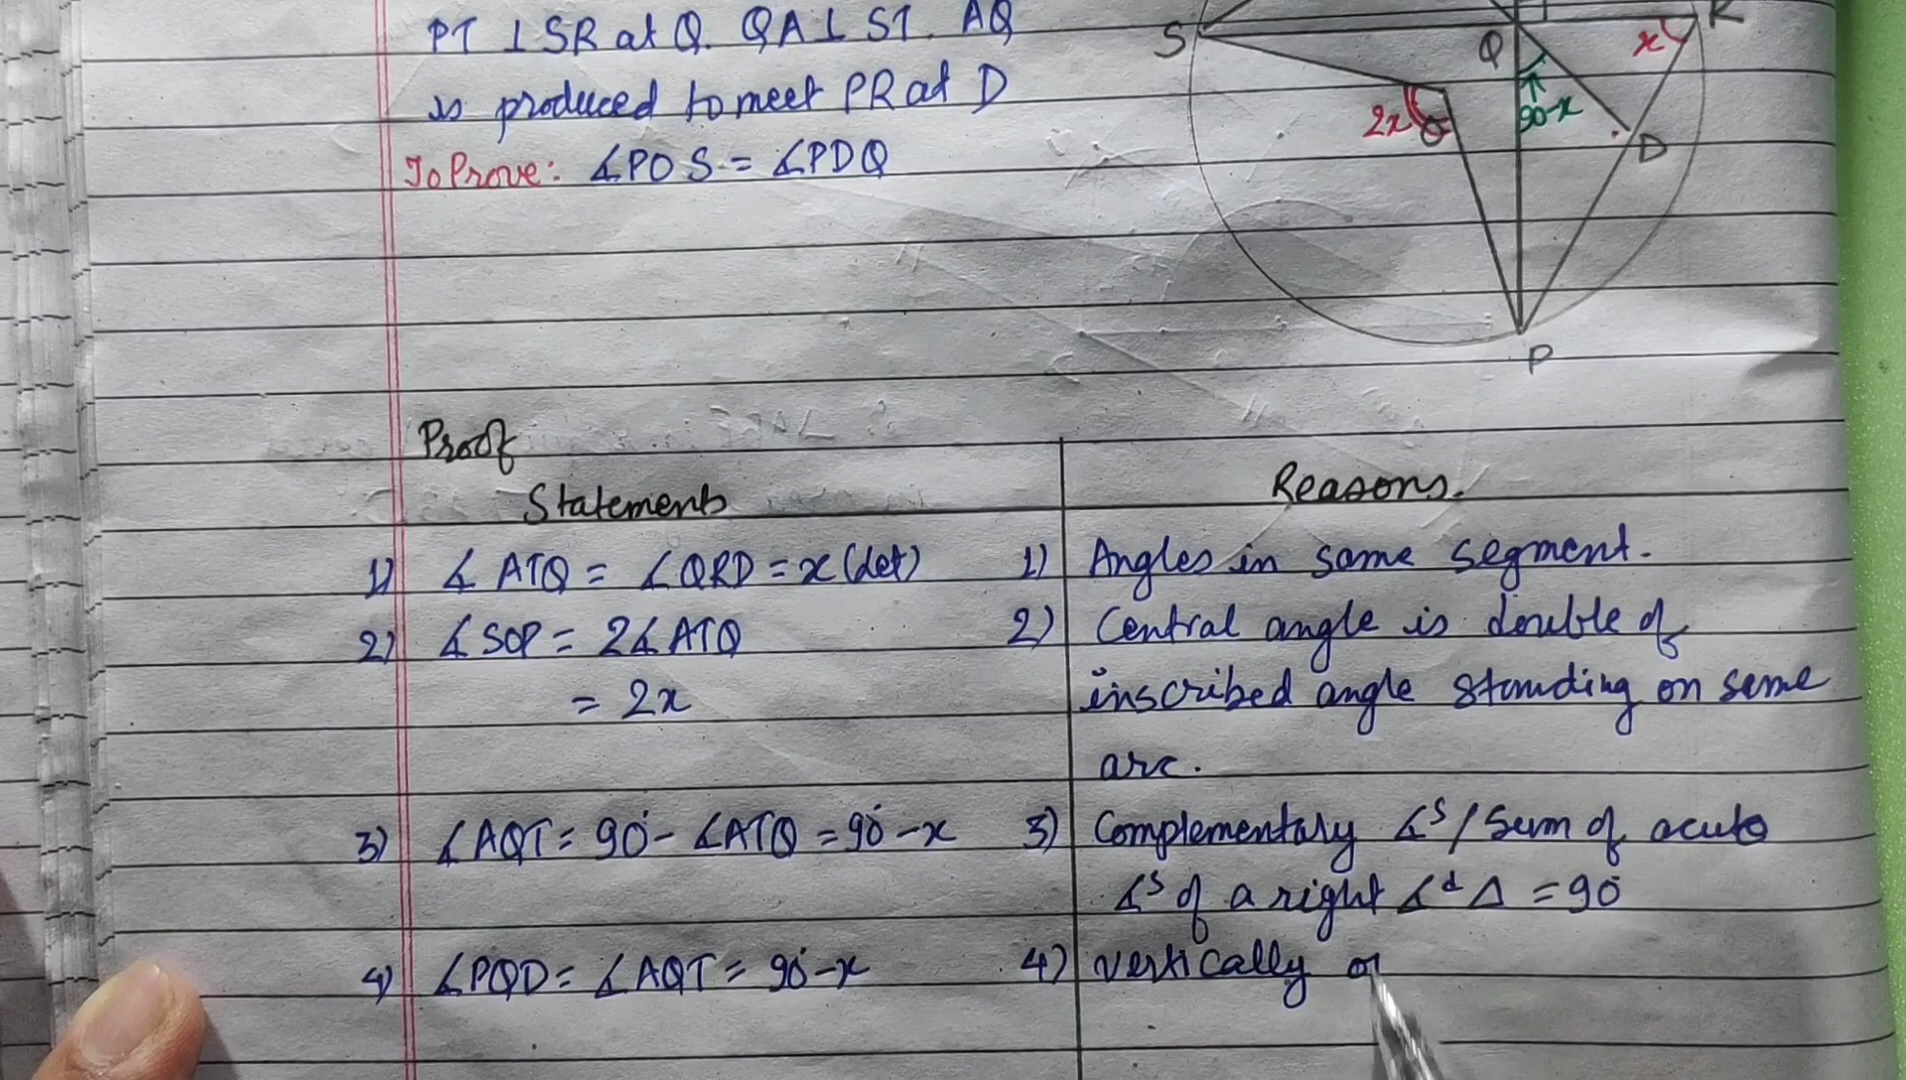 PT ⊥ SR at Q. QA ⊥ ST. AQ
is produced to meet PR at D
To Prove: ∡POS = ∡PDQ
S
Q
R
x
2x
O
90-x
D
P
Proof
Statements
Reasons.
1) ∡ATQ = ∠QRD = x (let)
1) Angles in same segment.
2) ∡SOP = 2∡ATQ
= 2x
2) Central angle is double of
inscribed angle standing on same
arc.
3) ∠AQT = 90° - ∠ATQ = 90° - x
3) Complementary ∡s / Sum of acute
∡s of a right ∡d Δ = 90°
4) ∠PQD = ∠AQT = 90° - x
4) vertically o